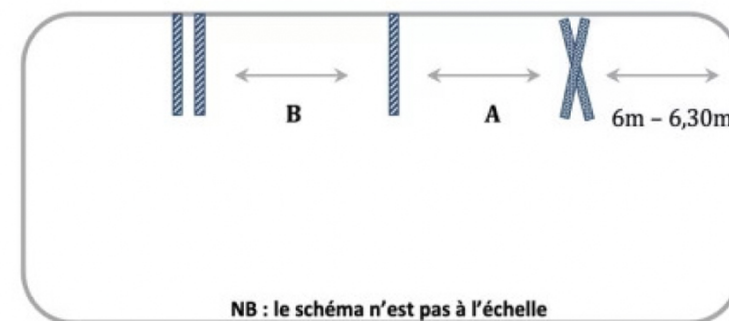 B
A
6m – 6,30m
NB : le schéma n’est pas à l’échelle